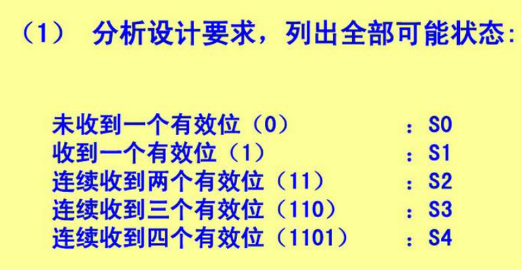 （1） 分析设计要求，列出全部可能状态:
未收到一个有效位（0） : S0
收到一个有效位（1） : S1
连续收到两个有效位（11） : S2
连续收到三个有效位（110） : S3
连续收到四个有效位（1101） : S4